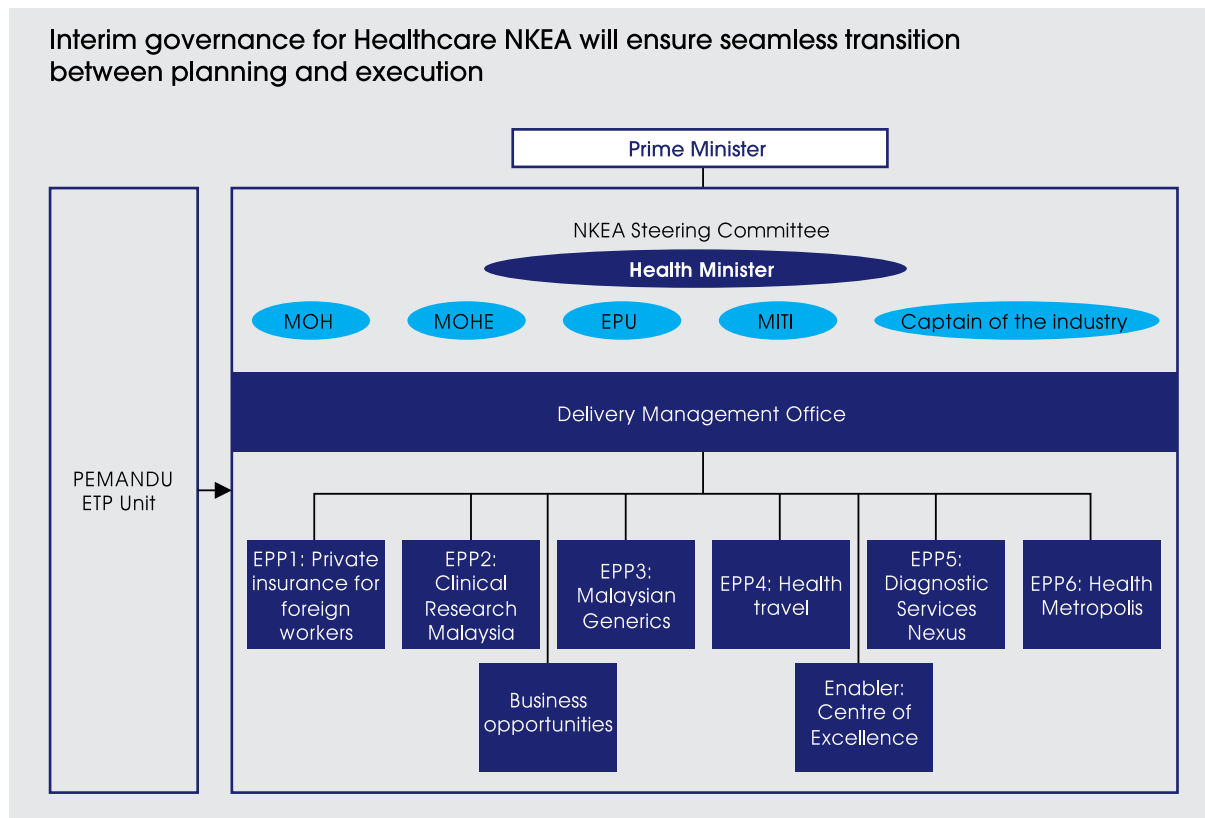 Interim governance for Healthcare NKEA will ensure seamless transition
between planning and execution
Prime Minister
NKEA Steering Committee
Health Minister
MOH
MOHE
EPU
MITI
Captain of the industry
Delivery Management Office
PEMANDU
ETP Unit
EPP1: Private
insurance for
foreign
workers
EPP2:
Clinical
Research
Malaysia
EPP3:
Malaysian
Generics
EPP4: Health
travel
EPP5:
Diagnostic
Services
Nexus
EPP6: Health
Metropolis
Business
opportunities
Enabler:
Centre of
Excellence